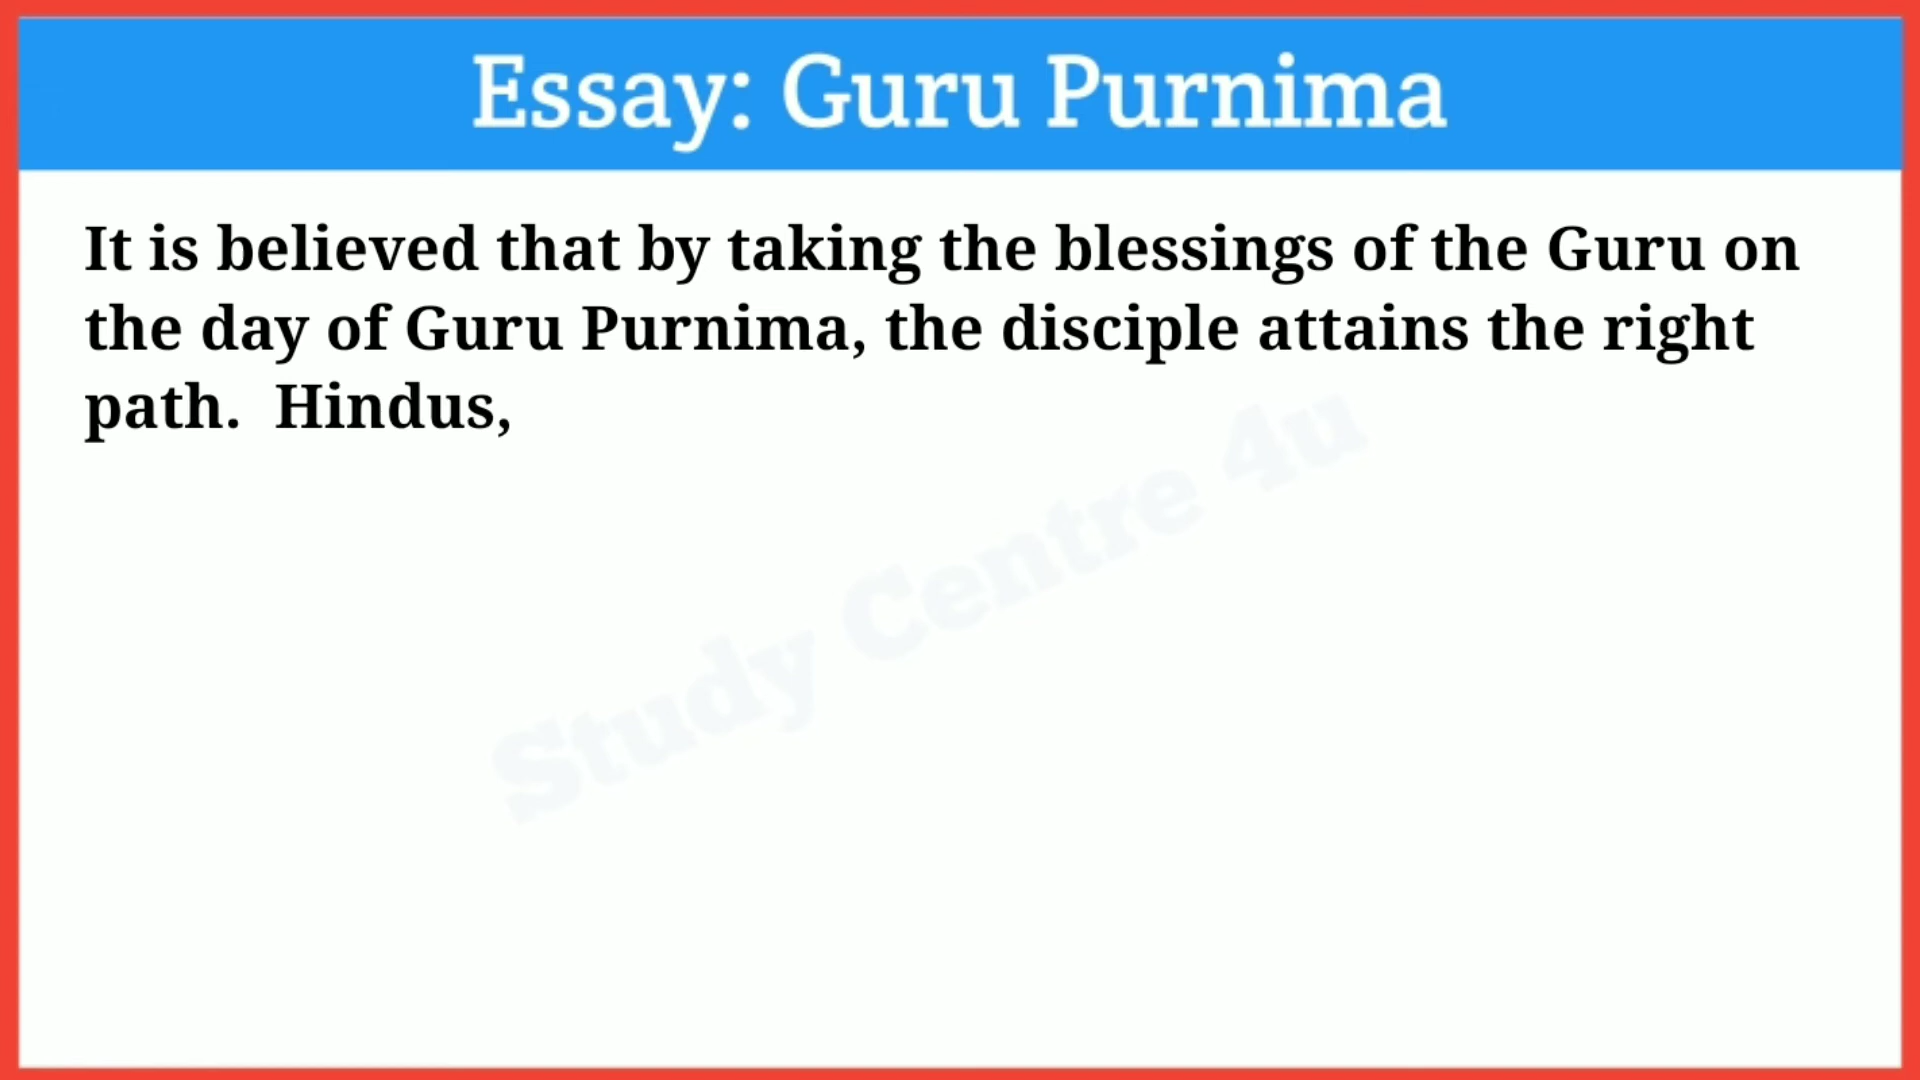 Essay: Guru Purnima
It is believed that by taking the blessings of the Guru on
the day of Guru Purnima, the disciple attains the right
path.  Hindus,
Study Centre 4u